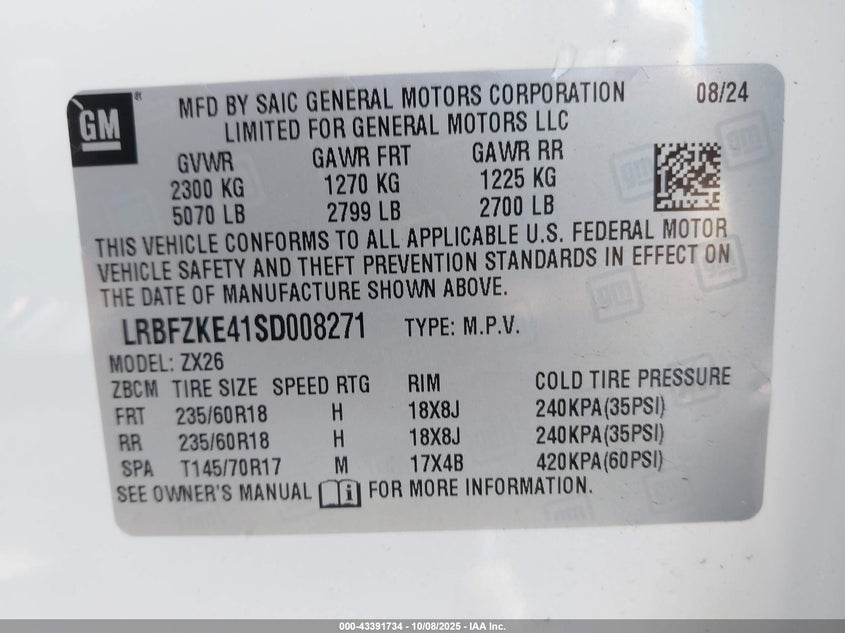 GM
MFD BY SAIC GENERAL MOTORS CORPORATION 08/24
LIMITED FOR GENERAL MOTORS LLC
GVWR GAWR FRT GAWR RR
2300 KG 1270 KG 1225 KG
5070 LB 2799 LB 2700 LB
THIS VEHICLE CONFORMS TO ALL APPLICABLE U.S. FEDERAL MOTOR
VEHICLE SAFETY AND THEFT PREVENTION STANDARDS IN EFFECT ON
THE DATE OF MANUFACTURE SHOWN ABOVE.
LRBFZKE41SD008271 TYPE: M.P.V.
MODEL: ZX26
ZBCM TIRE SIZE SPEED RTG RIM COLD TIRE PRESSURE
FRT 235/60R18 H 18X8J 240KPA(35PSI)
RR 235/60R18 H 18X8J 240KPA(35PSI)
SPA T145/70R17 M 17X4B 420KPA(60PSI)
SEE OWNER'S MANUAL FOR MORE INFORMATION.
000-43391734 - 10/08/2025 - IAA Inc.